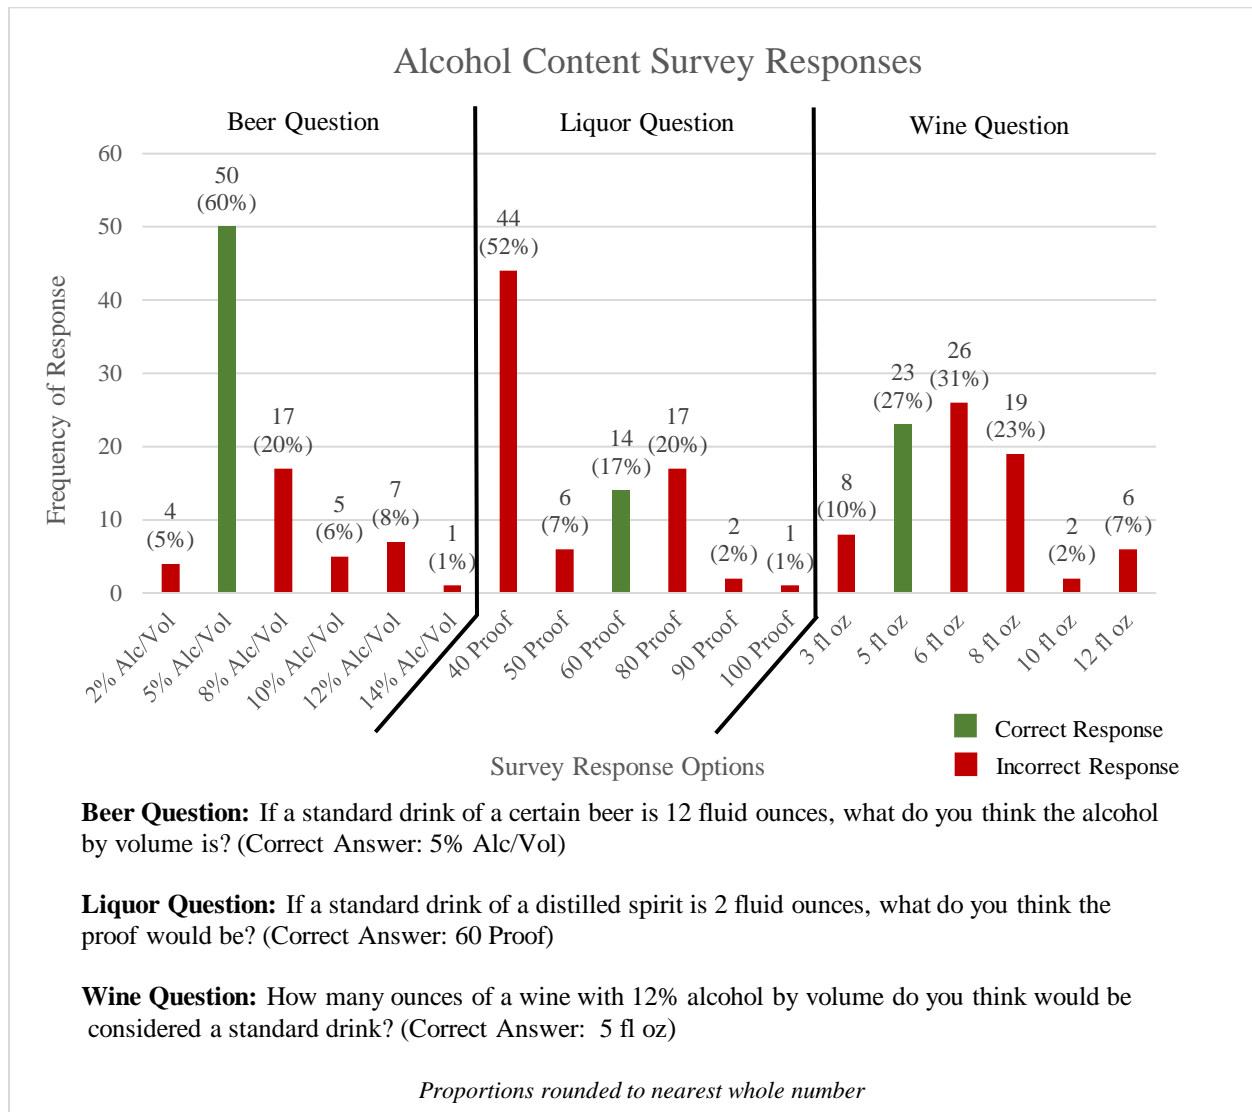 Alcohol Content Survey Responses
Beer Question
Liquor Question
Wine Question
Frequency of Response
60
50
40
30
20
10
0
4
(5%)
50
(60%)
17
(20%)
5
(6%)
7
(8%)
1
(1%)
44
(52%)
6
(7%)
14
(17%)
17
(20%)
2
(2%)
1
(1%)
8
(10%)
23
(27%)
26
(31%)
19
(23%)
2
(2%)
6
(7%)
2% Alc/Vol
5% Alc/Vol
8% Alc/Vol
10% Alc/Vol
12% Alc/Vol
14% Alc/Vol
40 Proof
50 Proof
60 Proof
80 Proof
90 Proof
100 Proof
3 fl oz
5 fl oz
6 fl oz
8 fl oz
10 fl oz
12 fl oz
Survey Response Options
Correct Response
Incorrect Response
Beer Question: If a standard drink of a certain beer is 12 fluid ounces, what do you think the alcohol
by volume is? (Correct Answer: 5% Alc/Vol)
Liquor Question: If a standard drink of a distilled spirit is 2 fluid ounces, what do you think the
proof would be? (Correct Answer: 60 Proof)
Wine Question: How many ounces of a wine with 12% alcohol by volume do you think would be
considered a standard drink? (Correct Answer: 5 fl oz)
Proportions rounded to nearest whole number